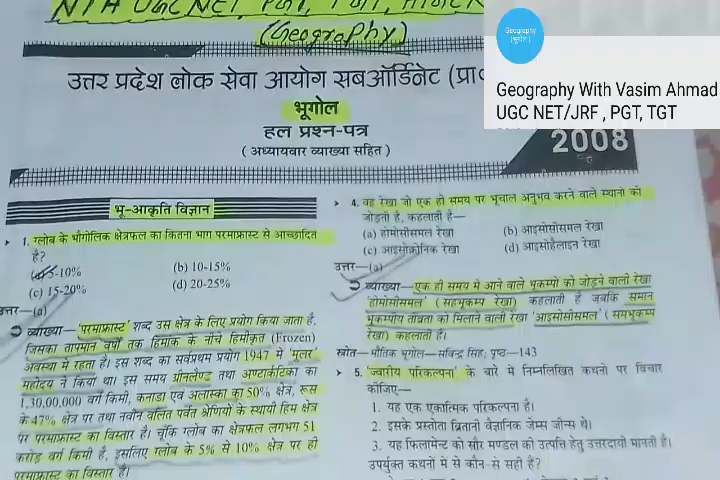 NTA UGC NET, PGT, TGT,
(Geography)
Geography
(भूगोल)
Geography With Vasim Ahmad
UGC NET/JRF , PGT, TGT
उत्तर प्रदेश लोक सेवा आयोग सबऑर्डिनेट
भूगोल
हल प्रश्न-पत्र
( अध्यायवार व्याख्या सहित )
2008
भू-आकृति विज्ञान
1. ग्लोब के भौगोलिक क्षेत्रफल का कितना भाग परमाफ्रास्ट से आच्छादित
है?
(a) 5-10% (b) 10-15%
(c) 15-20% (d) 20-25%
उत्तर—(a)
व्याख्या— 'परमाफ्रास्ट' शब्द उस क्षेत्र के लिए प्रयोग किया जाता है,
जिसका तापमान वर्षों तक हिमांक के नीचे हिमीकृत (Frozen)
अवस्था में रहता है। इस शब्द का सर्वप्रथम प्रयोग 1947 में 'मूलर'
महोदय ने किया था। इस समय ग्रीनलैण्ड तथा अण्टार्कटिका का
1,30,00,000 वर्ग किमी, कनाडा एवं अलास्का का 50% क्षेत्र, रूस
के 47% क्षेत्र पर तथा नवीन वलित पर्वत श्रेणियों के स्थायी हिम क्षेत्र
पर परमाफ्रास्ट का विस्तार है। चूँकि ग्लोब का क्षेत्रफल लगभग 51
करोड़ वर्ग किमी है, इसलिए ग्लोब के 5% से 10% क्षेत्र पर ही
परमाफ्रास्ट का विस्तार है।
4. वह रेखा जो एक ही समय पर भूचाल अनुभव करने वाले स्थानों को
जोड़ती है, कहलाती है—
(a) होमोसीसमल रेखा (b) आइसोसीसमल रेखा
(c) आइसोक्रोनिक रेखा (d) आइसोहैलाइन रेखा
उत्तर—(a)
व्याख्या— एक ही समय में आने वाले भूकम्पों को जोड़ने वाली रेखा
'होमोसीसमल' (सहभूकम्प रेखा) कहलाती है जबकि समान
भूकम्पीय तीव्रता को मिलाने वाली रेखा 'आइसोसीसमल' (समभूकम्प
रेखा) कहलाती है।
स्रोत—भौतिक भूगोल—सविन्द्र सिंह, पृष्ठ—143
5. 'ज्वारीय परिकल्पना' के बारे में निम्नलिखित कथनों पर विचार
कीजिए—
1. यह एक एकात्मिक परिकल्पना है।
2. इसके प्रस्तोता ब्रितानी वैज्ञानिक जेम्स जीन्स थे।
3. यह फिलामेन्ट को सौर मण्डल की उत्पत्ति हेतु उत्तरदायी मानती है।
उपर्युक्त कथनों में से कौन-से सही हैं?